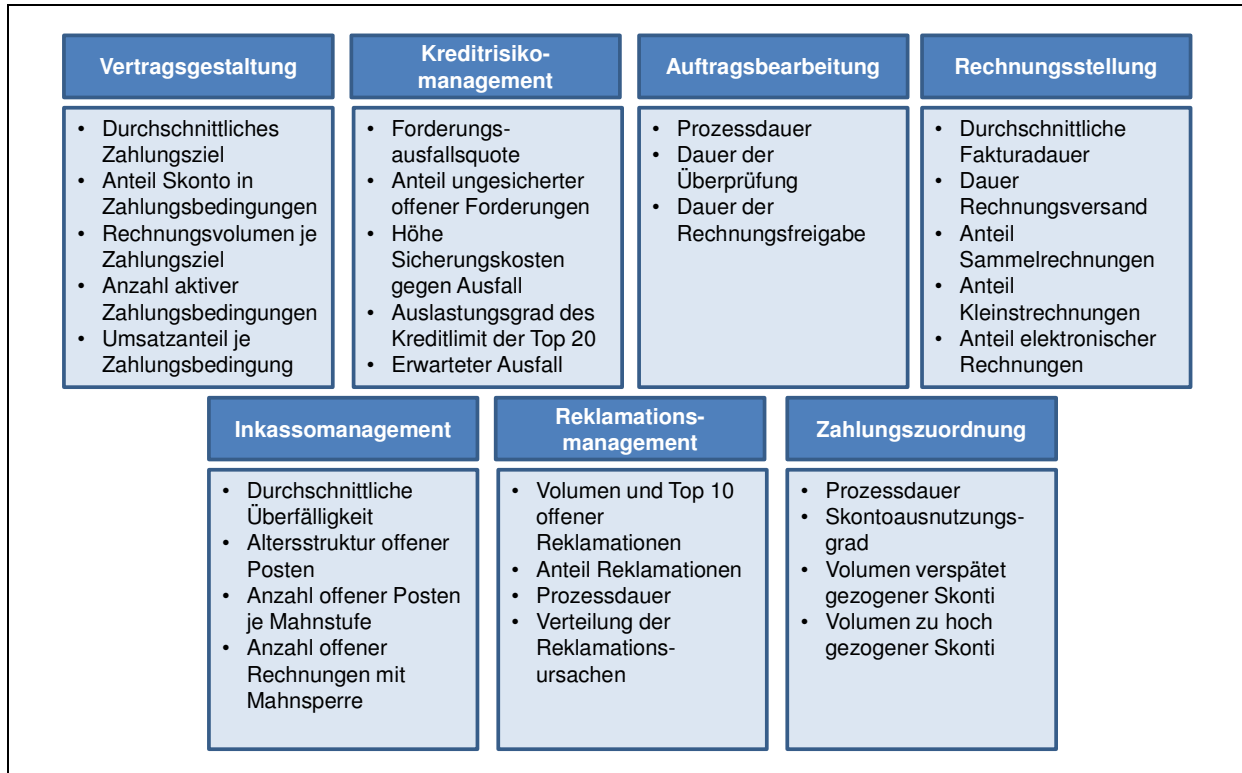 Vertragsgestaltung
• Durchschnittliches
Zahlungsziel
• Anteil Skonto in
Zahlungsbedingungen
• Rechnungsvolumen je
Zahlungsziel
• Anzahl aktiver
Zahlungsbedingungen
• Umsatzanteil je
Zahlungsbedingung
Kreditrisiko-
management
• Forderungs-
ausfallsquote
• Anteil ungesicherter
offener Forderungen
• Höhe
Sicherungskosten
gegen Ausfall
• Auslastungsgrad des
Kreditlimit der Top 20
• Erwarteter Ausfall
Auftragsbearbeitung
• Prozessdauer
• Dauer der
Überprüfung
• Dauer der
Rechnungsfreigabe
Rechnungsstellung
• Durchschnittliche
Fakturadauer
• Dauer
Rechnungsversand
• Anteil
Sammelrechnungen
• Anteil
Kleinstrechnungen
• Anteil elektronischer
Rechnungen
Inkassomanagement
• Durchschnittliche
Überfälligkeit
• Altersstruktur offener
Posten
• Anzahl offener Posten
je Mahnstufe
• Anzahl offener
Rechnungen mit
Mahnsperre
Reklamations-
management
• Volumen und Top 10
offener
Reklamationen
• Anteil Reklamationen
• Prozessdauer
• Verteilung der
Reklamations-
ursachen
Zahlungszuordnung
• Prozessdauer
• Skontoausnutzungs-
grad
• Volumen verspätet
gezogener Skonti
• Volumen zu hoch
gezogener Skonti